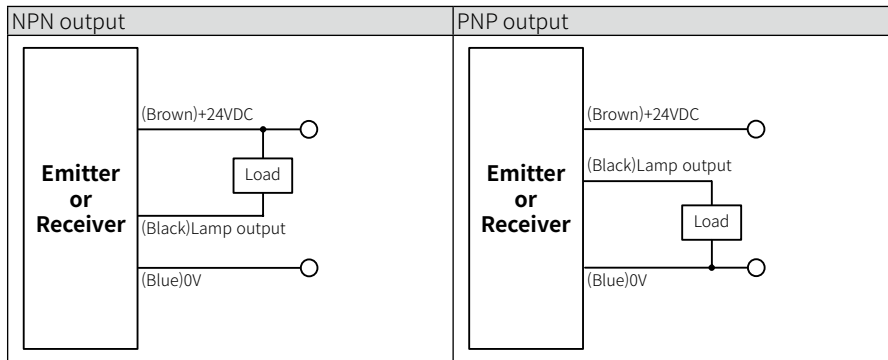 NPN output
PNP output
(Brown)+24VDC
Load
Emitter
or
Receiver
(Black)Lamp output
(Blue)0V
(Brown)+24VDC
(Black)Lamp output
Emitter
or
Receiver
Load
(Blue)0V